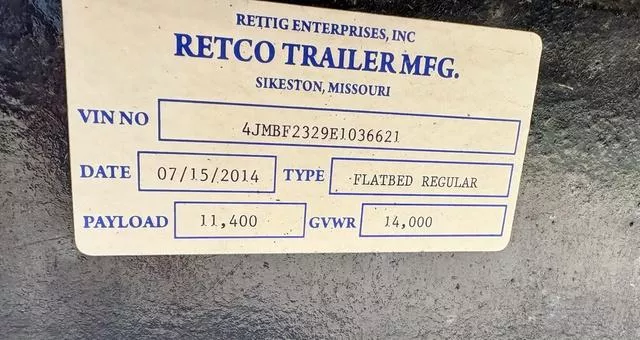 RETTIG ENTERPRISES, INC
RETCO TRAILER MFG.
SIKESTON, MISSOURI
VIN NO 4JMBF2329E1036621
DATE 07/15/2014 TYPE FLATBED REGULAR
PAYLOAD 11,400 GVWR 14,000